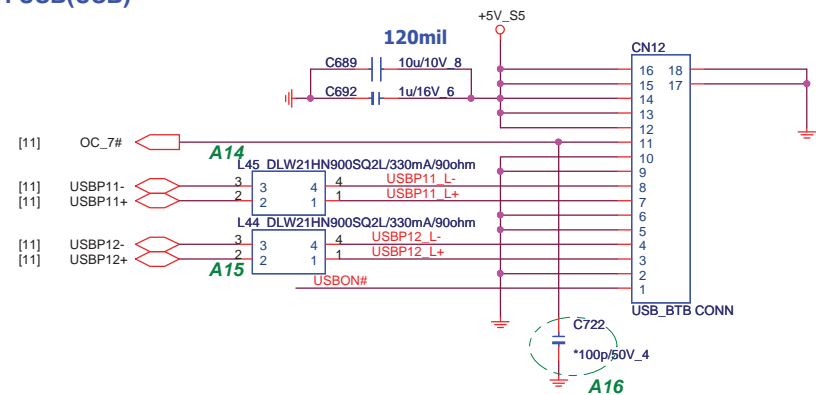 USB(USB)
+5V_S5
120mil
CN12
C689 10u/10V_8
16 18
15 17
C692 1u/16V_6
14
13
12
[11] OC_7#
11
A14
10
L45 DLW21HN900SQ2L/330mA/90ohm
9
[11] USBP11- 3 3 4 4 USBP11_L- 8
[11] USBP11+ 2 2 1 1 USBP11_L+ 7
6
L44 DLW21HN900SQ2L/330mA/90ohm
5
[11] USBP12- 3 3 4 4 USBP12_L- 4
[11] USBP12+ 2 2 1 1 USBP12_L+ 3
A15
2
USBON# 1
USB_BTB CONN
C722
*100p/50V_4
A16